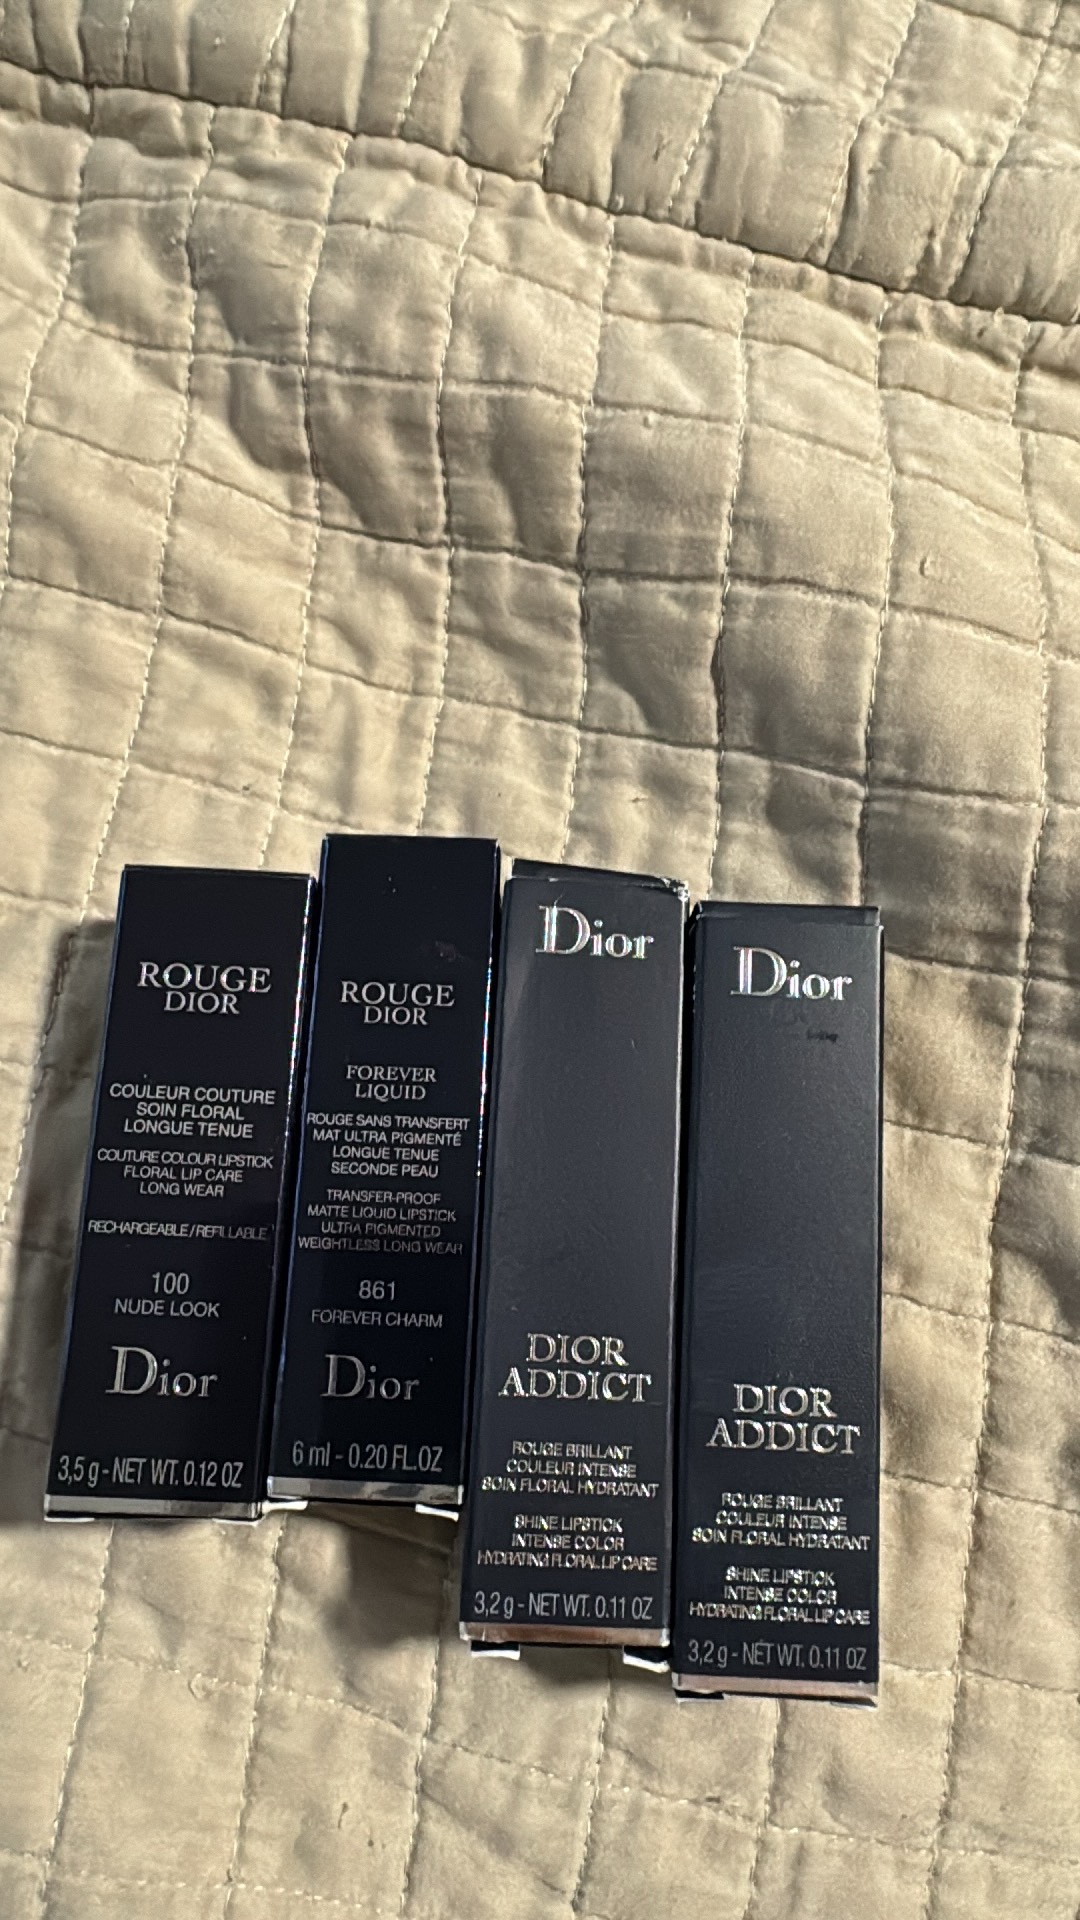 ROUGE
DIOR
COULEUR COUTURE
SOIN FLORAL
LONGUE TENUE
COUTURE COLOUR LIPSTICK
FLORAL LIP CARE
LONG WEAR
RECHARGEABLE / REFILLABLE
100
NUDE LOOK
Dior
3,5 g - NET WT. 0.12 OZ
ROUGE
DIOR
FOREVER
LIQUID
ROUGE SANS TRANSFERT
MAT ULTRA PIGMENTÉ
LONGUE TENUE
SECONDE PEAU
TRANSFER-PROOF
MATTE LIQUID LIPSTICK
ULTRA PIGMENTED
WEIGHTLESS LONG WEAR
861
FOREVER CHARM
Dior
6 ml - 0.20 FL.OZ
Dior
DIOR
ADDICT
ROUGE BRILLANT
COULEUR INTENSE
SOIN FLORAL HYDRATANT
SHINE LIPSTICK
INTENSE COLOR
HYDRATING FLORAL LIP CARE
3,2 g - NET WT. 0.11 OZ
Dior
DIOR
ADDICT
ROUGE BRILLANT
COULEUR INTENSE
SOIN FLORAL HYDRATANT
SHINE LIPSTICK
INTENSE COLOR
HYDRATING FLORAL LIP CARE
3,2 g - NET WT. 0.11 OZ